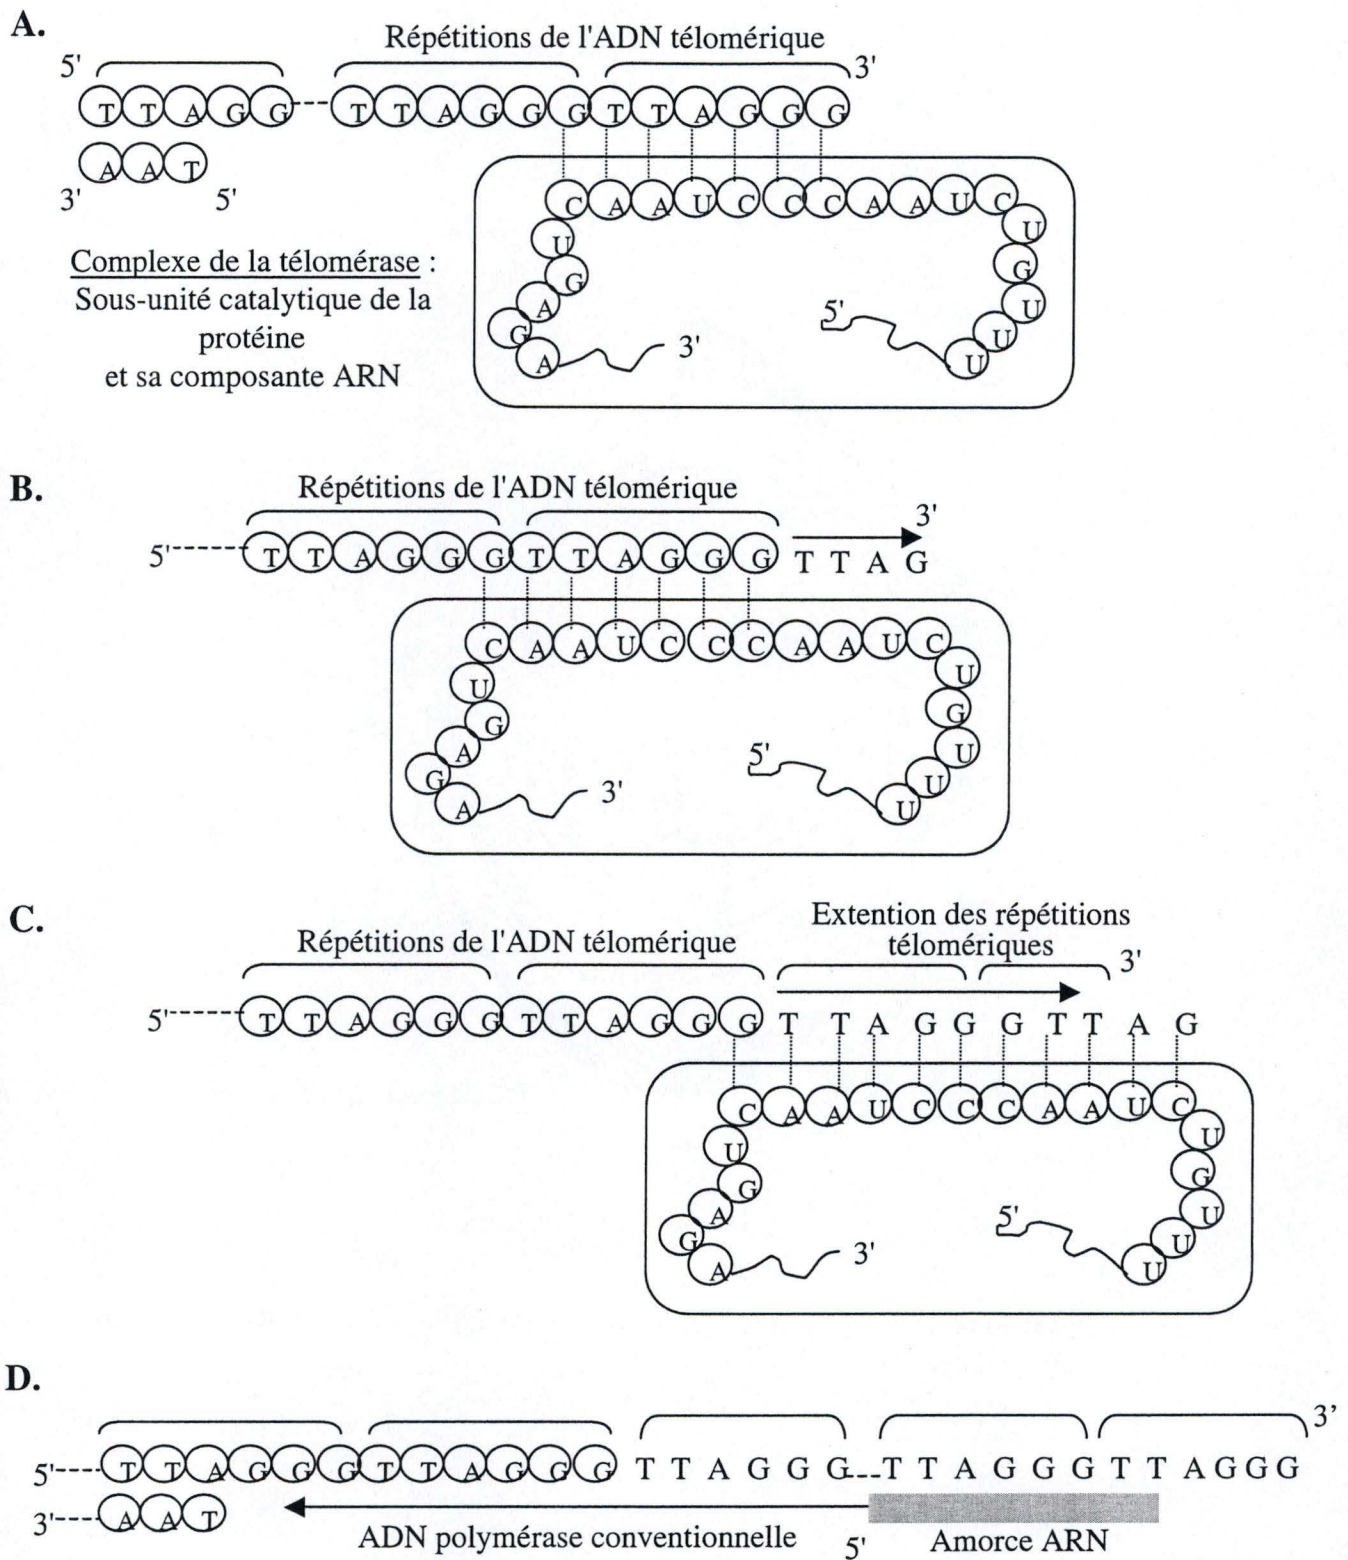 A.
Répétitions de l'ADN télomérique
5' 3'
T T A G G T T A G G G T T A G G G
A A T
3' 5'
C A A U C C C A A U C
U U
G G
A U
G U
A U
5'
3'
Complexe de la télomérase :
Sous-unité catalytique de la
protéine
et sa composante ARN
B.
Répétitions de l'ADN télomérique
3'
5' T T A G G G T T A G G G T T A G
C A A U C C C A A U C
U U
G G
A U
G U
A U
5'
3'
C.
Extention des répétitions
télomériques
Répétitions de l'ADN télomérique
3'
5' T T A G G G T T A G G G T T A G G G T T A G
C A A U C C C A A U C
U U
G G
A U
G U
A U
5'
3'
D.
3'
5' T T A G G G T T A G G G T T A G G G T T A G G G T T A G G G
3' A A T
ADN polymérase conventionnelle
5'
Amorce ARN